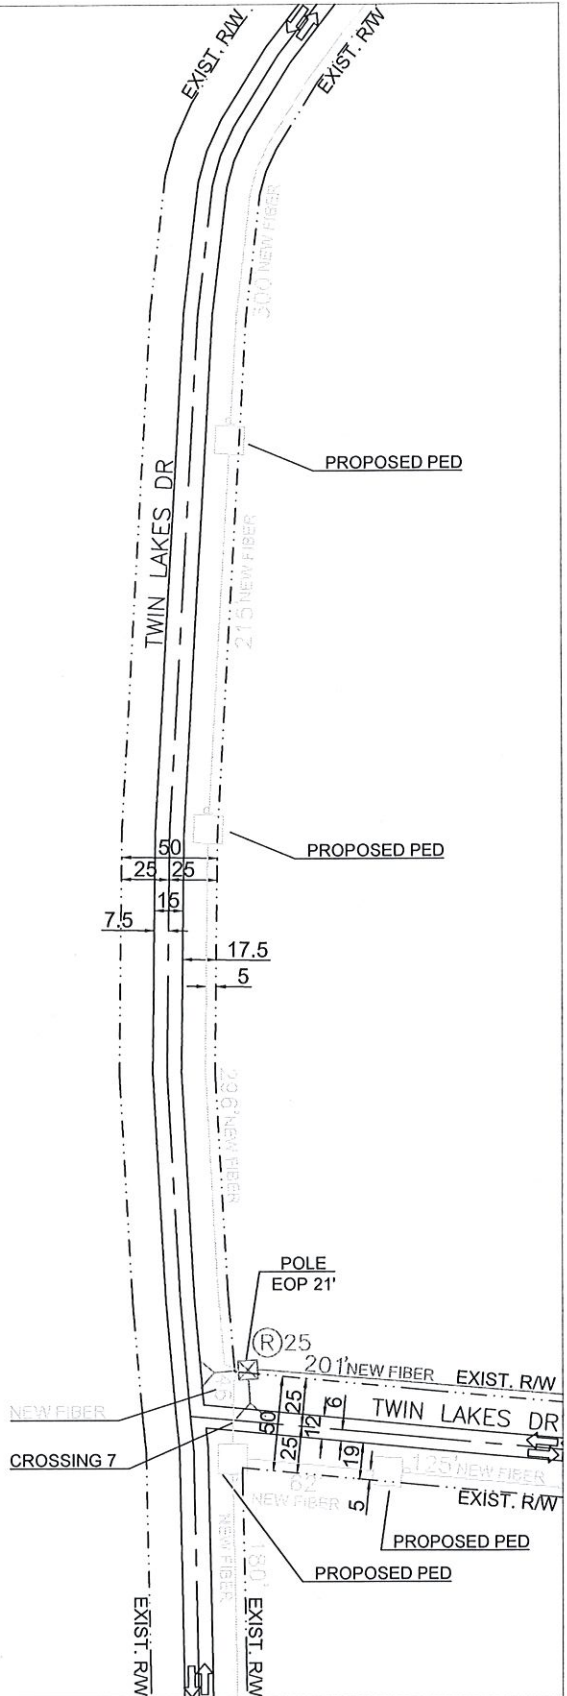 EXIST. R/W
EXIST. R/W
300 NEW FIBER
PROPOSED PED
TWIN LAKES DR
215' NEW FIBER
PROPOSED PED
50
25 25
15
7.5
17.5
5
296' NEW FIBER
POLE
EOP 21'
R 25
201' NEW FIBER
EXIST. R/W
NEW FIBER
45
50
25
25
12
6
TWIN LAKES DR
CROSSING 7
19
5
62'
NEW FIBER
125' NEW FIBER
EXIST. R/W
PROPOSED PED
PROPOSED PED
180'
NEW FIBER
EXIST. R/W
EXIST. R/W